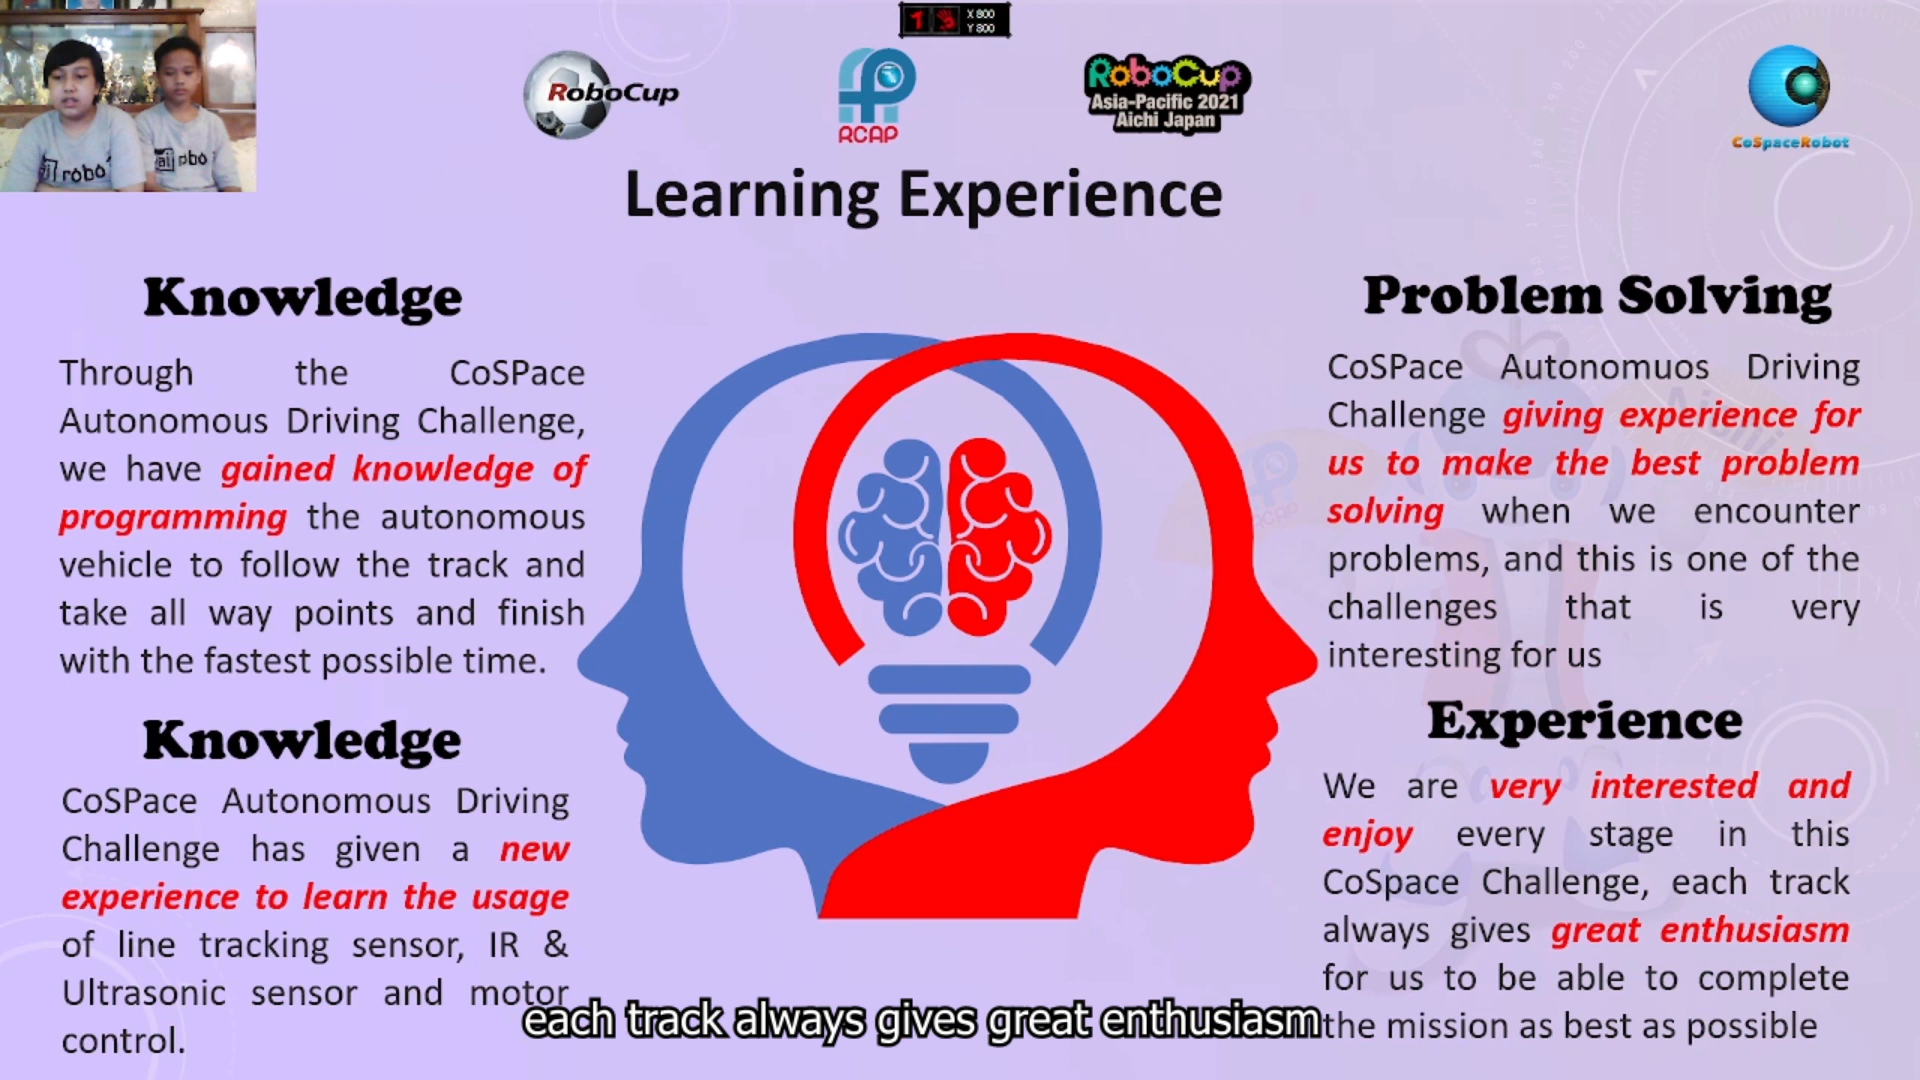 X 800
Y 800
RoboCup
RCAP
RoboCup
Asia-Pacific 2021
Aichi Japan
CoSpaceRobot
ai robo
ai robo
Learning Experience
Knowledge
Through the CoSPace
Autonomous Driving Challenge,
we have gained knowledge of
programming the autonomous
vehicle to follow the track and
take all way points and finish
with the fastest possible time.
Knowledge
CoSPace Autonomous Driving
Challenge has given a new
experience to learn the usage
of line tracking sensor, IR &
Ultrasonic sensor and motor
control.
Problem Solving
CoSPace Autonomuos Driving
Challenge giving experience for
us to make the best problem
solving when we encounter
problems, and this is one of the
challenges that is very
interesting for us
Experience
We are very interested and
enjoy every stage in this
CoSpace Challenge, each track
always gives great enthusiasm
for us to be able to complete
the mission as best as possible
each track always gives great enthusiasm